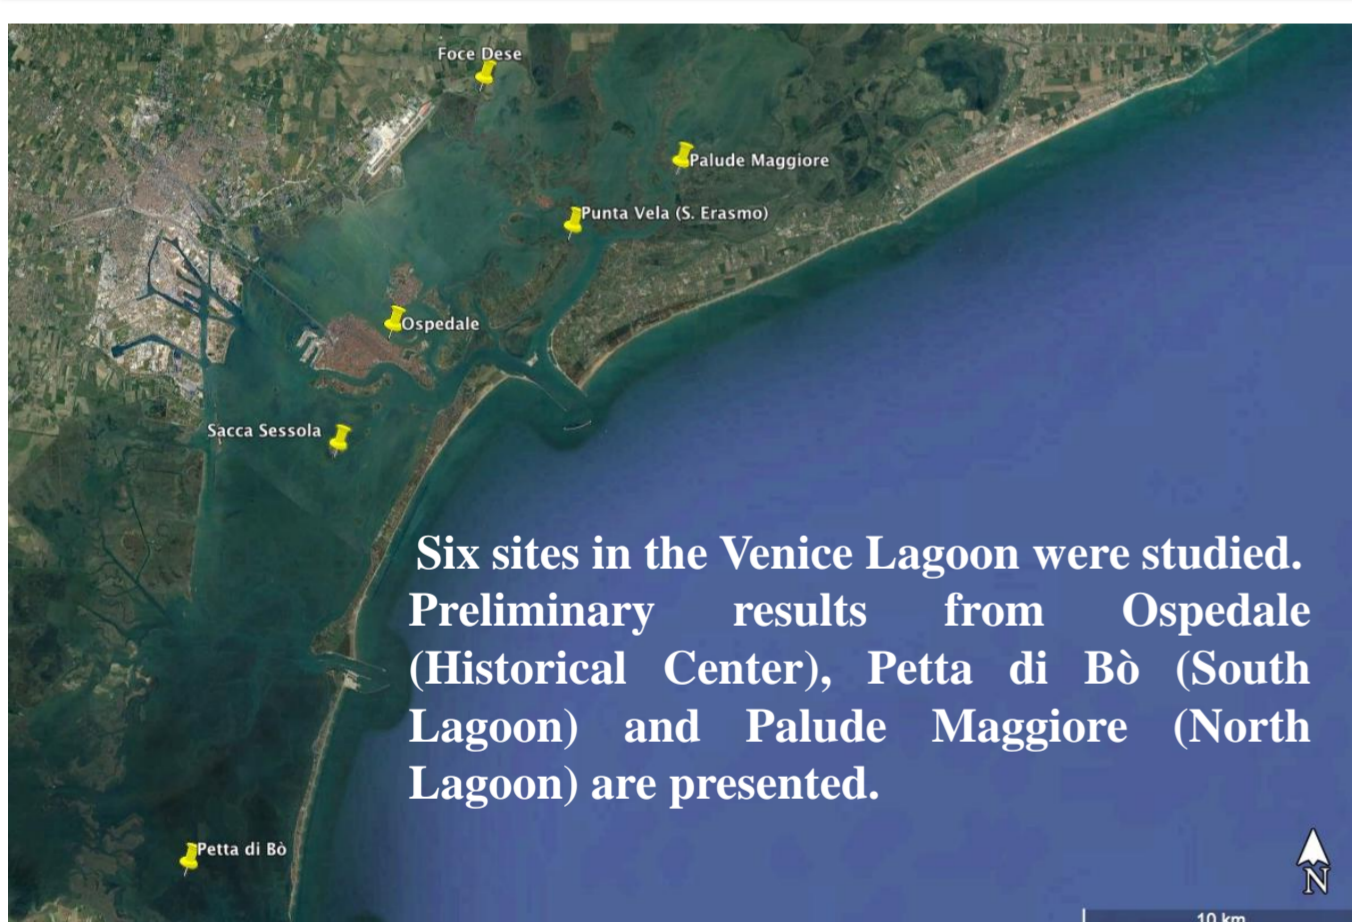 Foce Dese
Palude Maggiore
Punta Vela (S. Erasmo)
Ospedale
Sacca Sessola
Six sites in the Venice Lagoon were studied.
Preliminary results from Ospedale
(Historical Center), Petta di Bò (South
Lagoon) and Palude Maggiore (North
Lagoon) are presented.
Petta di Bò
N
10 km